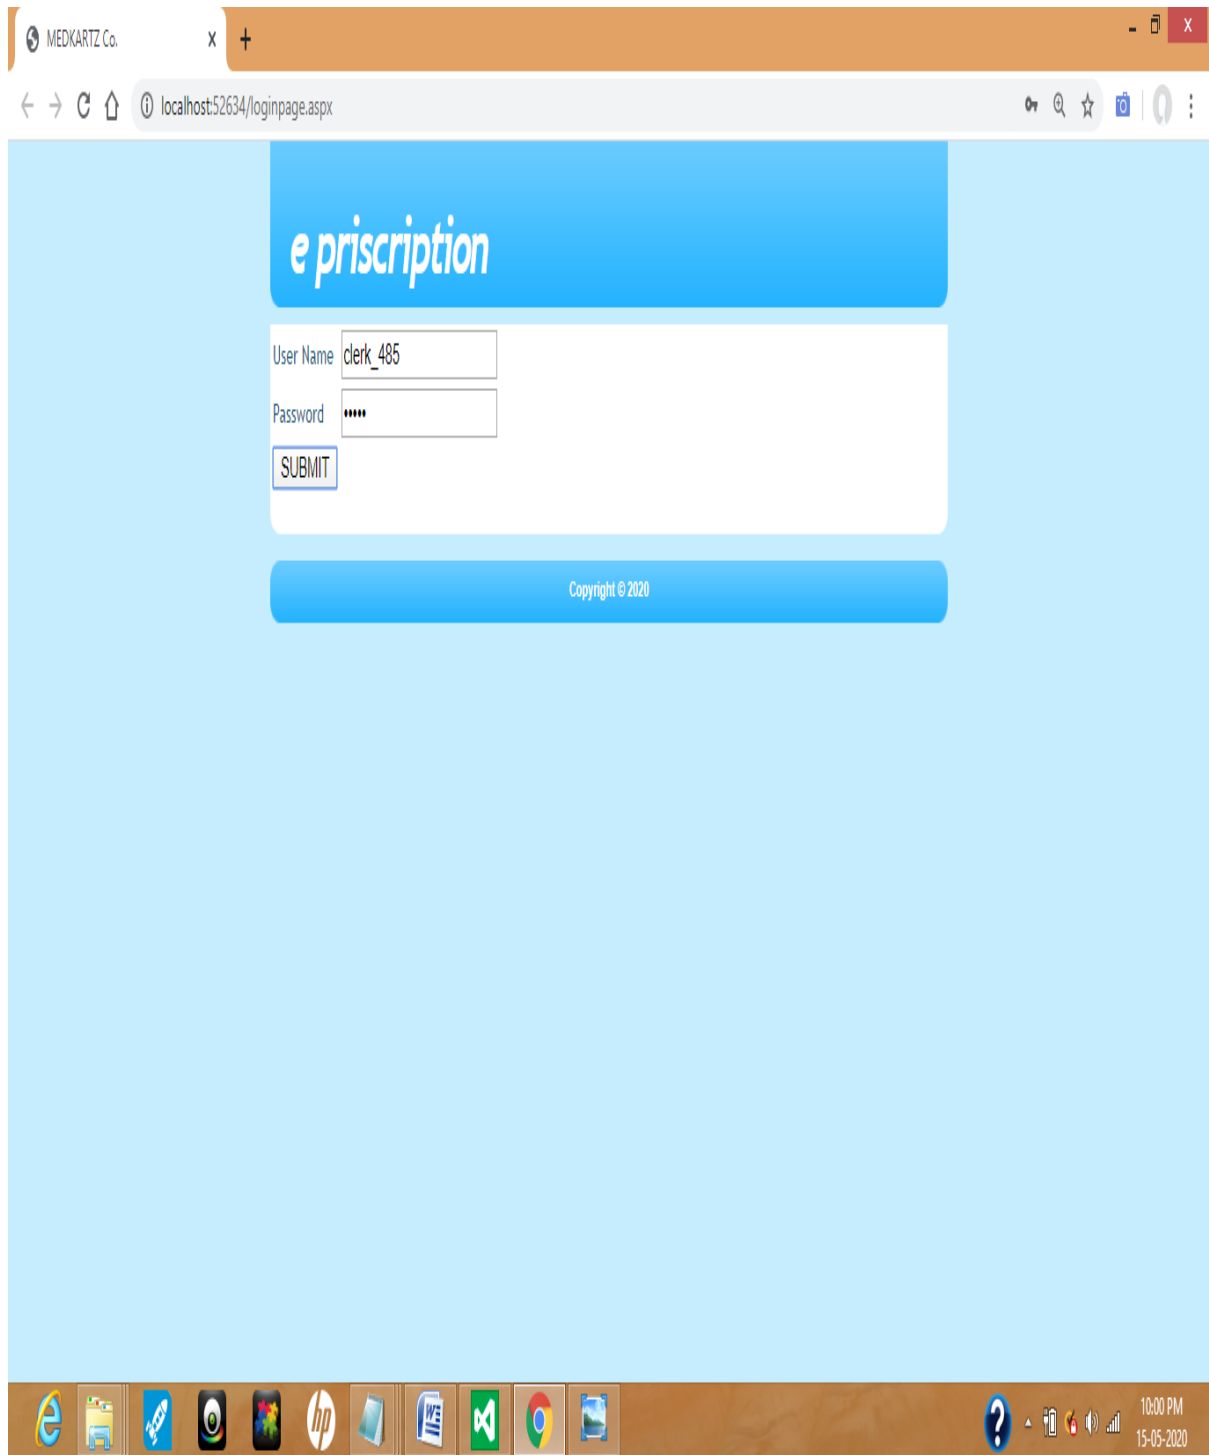 MEDKARTZ Co.
localhost:52634/loginpage.aspx
e priscription
User Name clerk_485
Password •••••
SUBMIT
Copyright © 2020
10:00 PM
15-05-2020